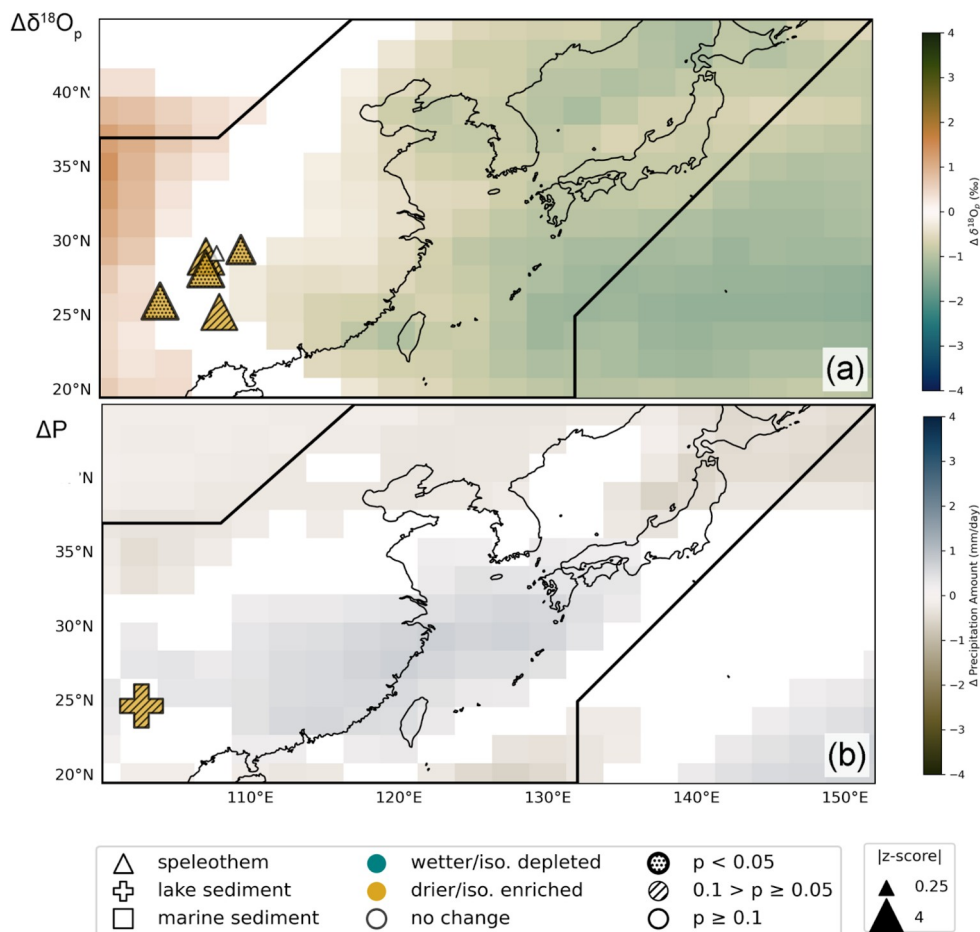 Δδ¹⁸Oₚ
40°N
35°N
30°N
25°N
20°N
(a)
4
3
2
1
0
−1
−2
−3
−4
Δ δ¹⁸Oₚ (‰)
ΔP
'N
35°N
30°N
25°N
20°N
(b)
110°E
120°E
130°E
140°E
150°E
4
3
2
1
0
−1
−2
−3
−4
Δ Precipitation Amount (mm/day)
speleothem
lake sediment
marine sediment
wetter/iso. depleted
drier/iso. enriched
no change
p < 0.05
0.1 > p ≥ 0.05
p ≥ 0.1
|z-score|
0.25
4